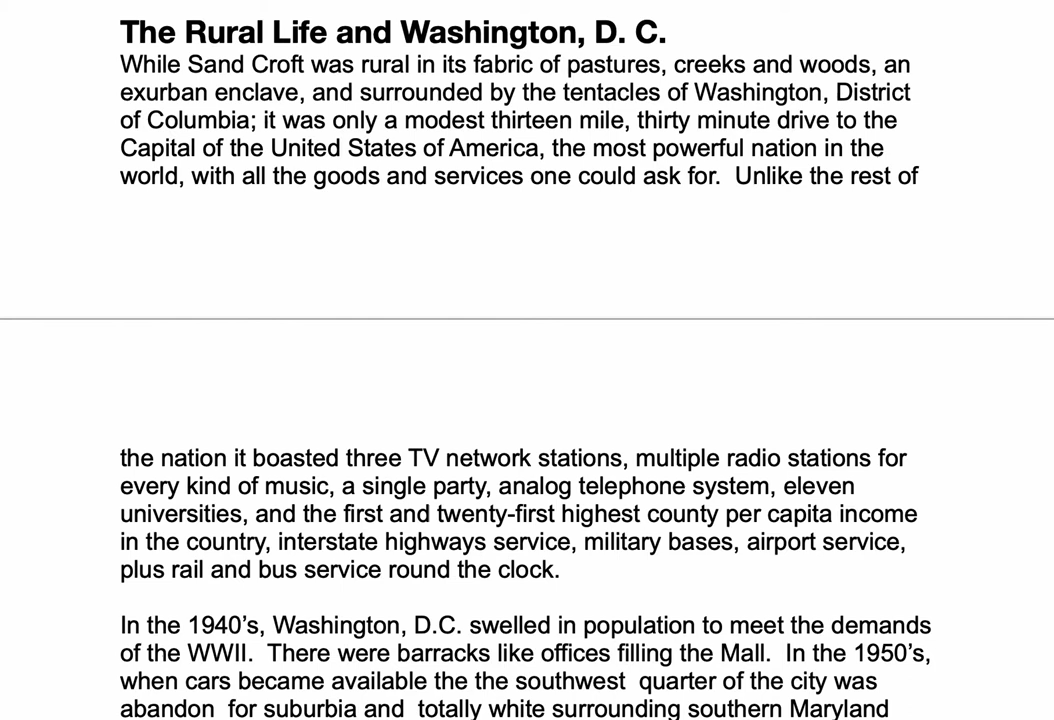 The Rural Life and Washington, D. C.
While Sand Croft was rural in its fabric of pastures, creeks and woods, an
exurban enclave, and surrounded by the tentacles of Washington, District
of Columbia; it was only a modest thirteen mile, thirty minute drive to the
Capital of the United States of America, the most powerful nation in the
world, with all the goods and services one could ask for.  Unlike the rest of
the nation it boasted three TV network stations, multiple radio stations for
every kind of music, a single party, analog telephone system, eleven
universities, and the first and twenty-first highest county per capita income
in the country, interstate highways service, military bases, airport service,
plus rail and bus service round the clock.
In the 1940’s, Washington, D.C. swelled in population to meet the demands
of the WWII.  There were barracks like offices filling the Mall.  In the 1950’s,
when cars became available the the southwest  quarter of the city was
abandon  for suburbia and  totally white surrounding southern Maryland